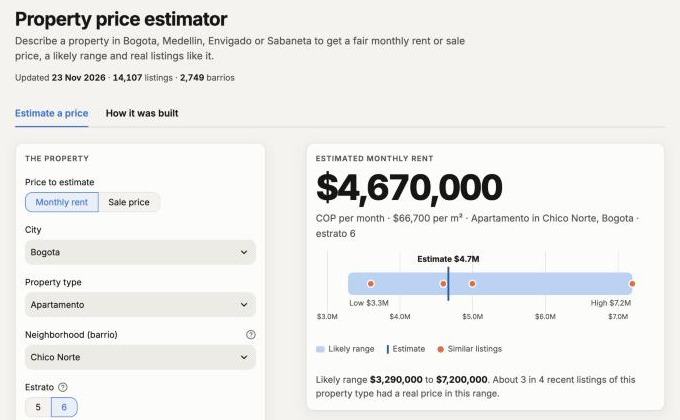 Property price estimator
Describe a property in Bogota, Medellin, Envigado or Sabaneta to get a fair monthly rent or sale
price, a likely range and real listings like it.
Updated 23 Nov 2026 · 14,107 listings · 2,749 barrios
Estimate a price
How it was built
THE PROPERTY
Price to estimate
Monthly rent
Sale price
City
Bogota
Property type
Apartamento
Neighborhood (barrio)
?
Chico Norte
Estrato
?
5
6
ESTIMATED MONTHLY RENT
$4,670,000
COP per month · $66,700 per m² · Apartamento in Chico Norte, Bogota ·
estrato 6
Estimate $4.7M
Low $3.3M
High $7.2M
$3.0M
$4.0M
$5.0M
$6.0M
$7.0M
Likely range
Estimate
Similar listings
Likely range $3,290,000 to $7,200,000. About 3 in 4 recent listings of this
property type had a real price in this range.